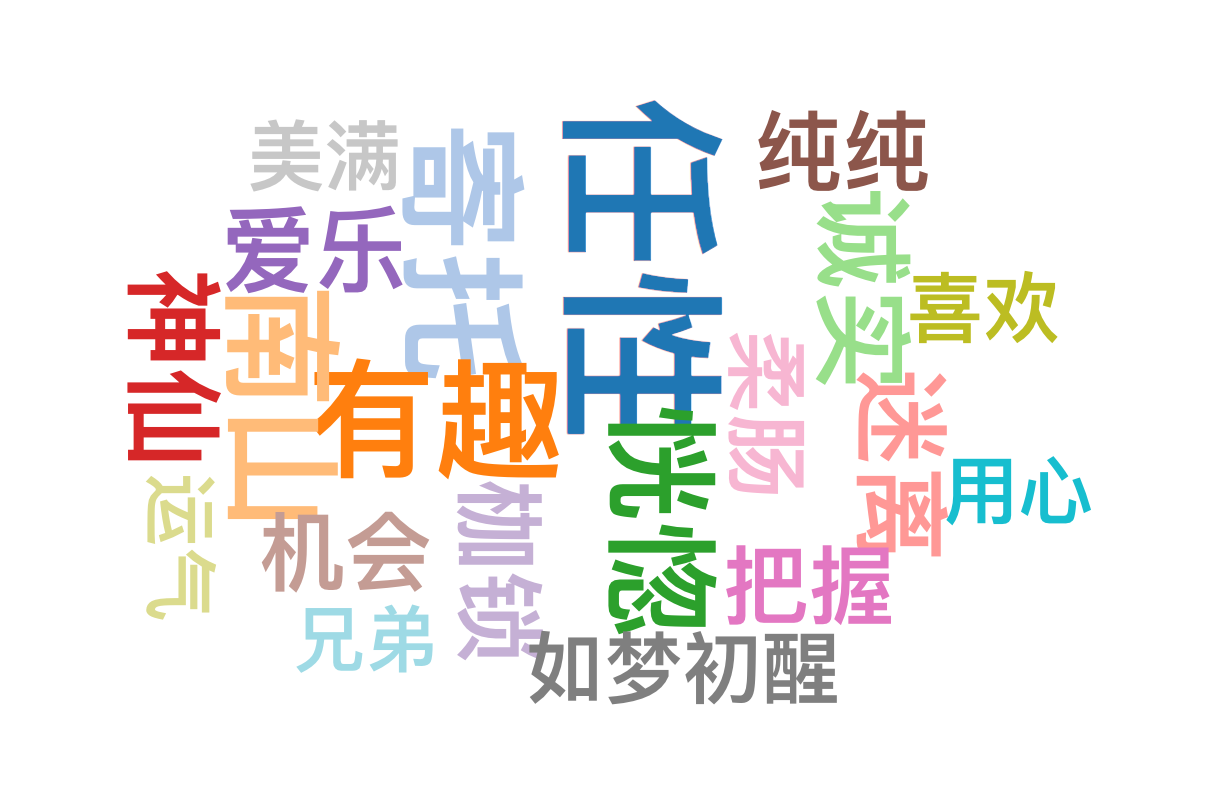 任性
纯纯
美满
寄托
诚实
爱乐
喜欢
神仙
南山
有趣
柔肠
迷离
恍惚
用心
运气
机会
枷锁
把握
兄弟
如梦初醒